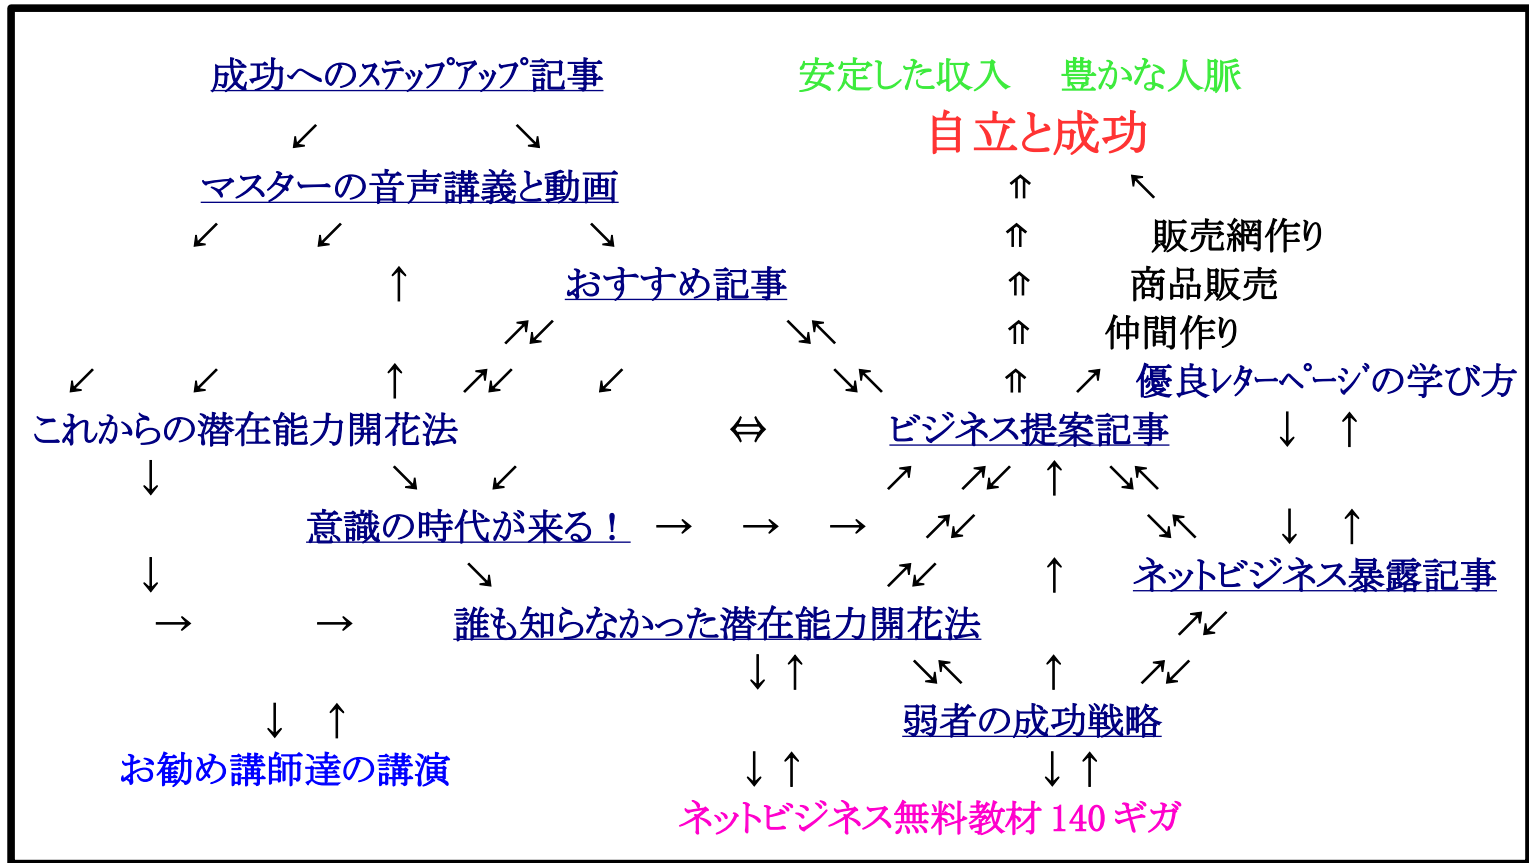 成功へのｽﾃｯﾌﾟｱｯﾌﾟ記事 安定した収入 豊かな人脈
自立と成功
↙ ↘
マスターの音声講義と動画 ⇑ ↖
↙ ↙ ↘ ⇑ 販売網作り
↑ おすすめ記事 ⇑ 商品販売
↗↙ ↘↖ ⇑ 仲間作り
↙ ↙ ↑ ↗↙ ↙ ↘↖ ⇑ ↗ 優良ﾚﾀｰﾍﾟｰｼﾞの学び方
これからの潜在能力開花法 ⇔ ビジネス提案記事 ↓ ↑
↓ ↘ ↙ ↗ ↗↙ ↑ ↘↖
意識の時代が来る！ → → → ↗↙ ↘↖ ↓ ↑
↓ ↘ ↗↙ ↑ ネットビジネス暴露記事
→ → 誰も知らなかった潜在能力開花法 ↗↙
↓ ↑ ↘↖ ↑ ↗↙
↓ ↑ 弱者の成功戦略
お勧め講師達の講演 ↓ ↑ ↓ ↑
ネットビジネス無料教材 140 ギガ